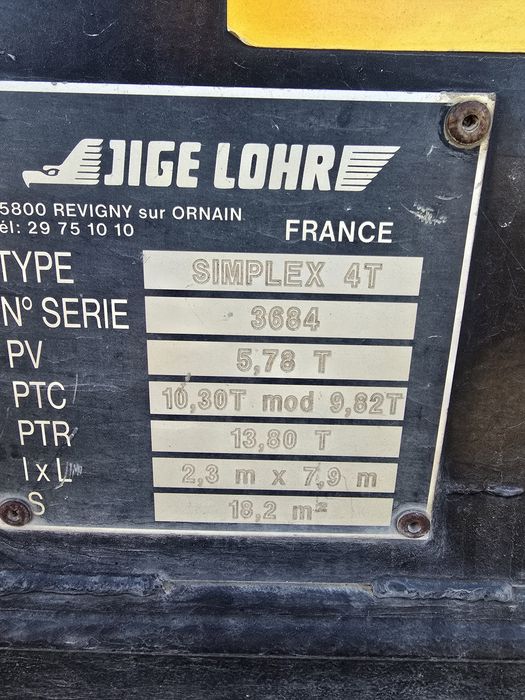 JIGE LOHR
5800 REVIGNY sur ORNAIN
él: 29 75 10 10
FRANCE
TYPE SIMPLEX 4T
N° SERIE 3684
PV 5,78 T
PTC 10,30T mod 9,82T
PTR 13,80 T
l x L 2,3 m x 7,9 m
S 18,2 m²